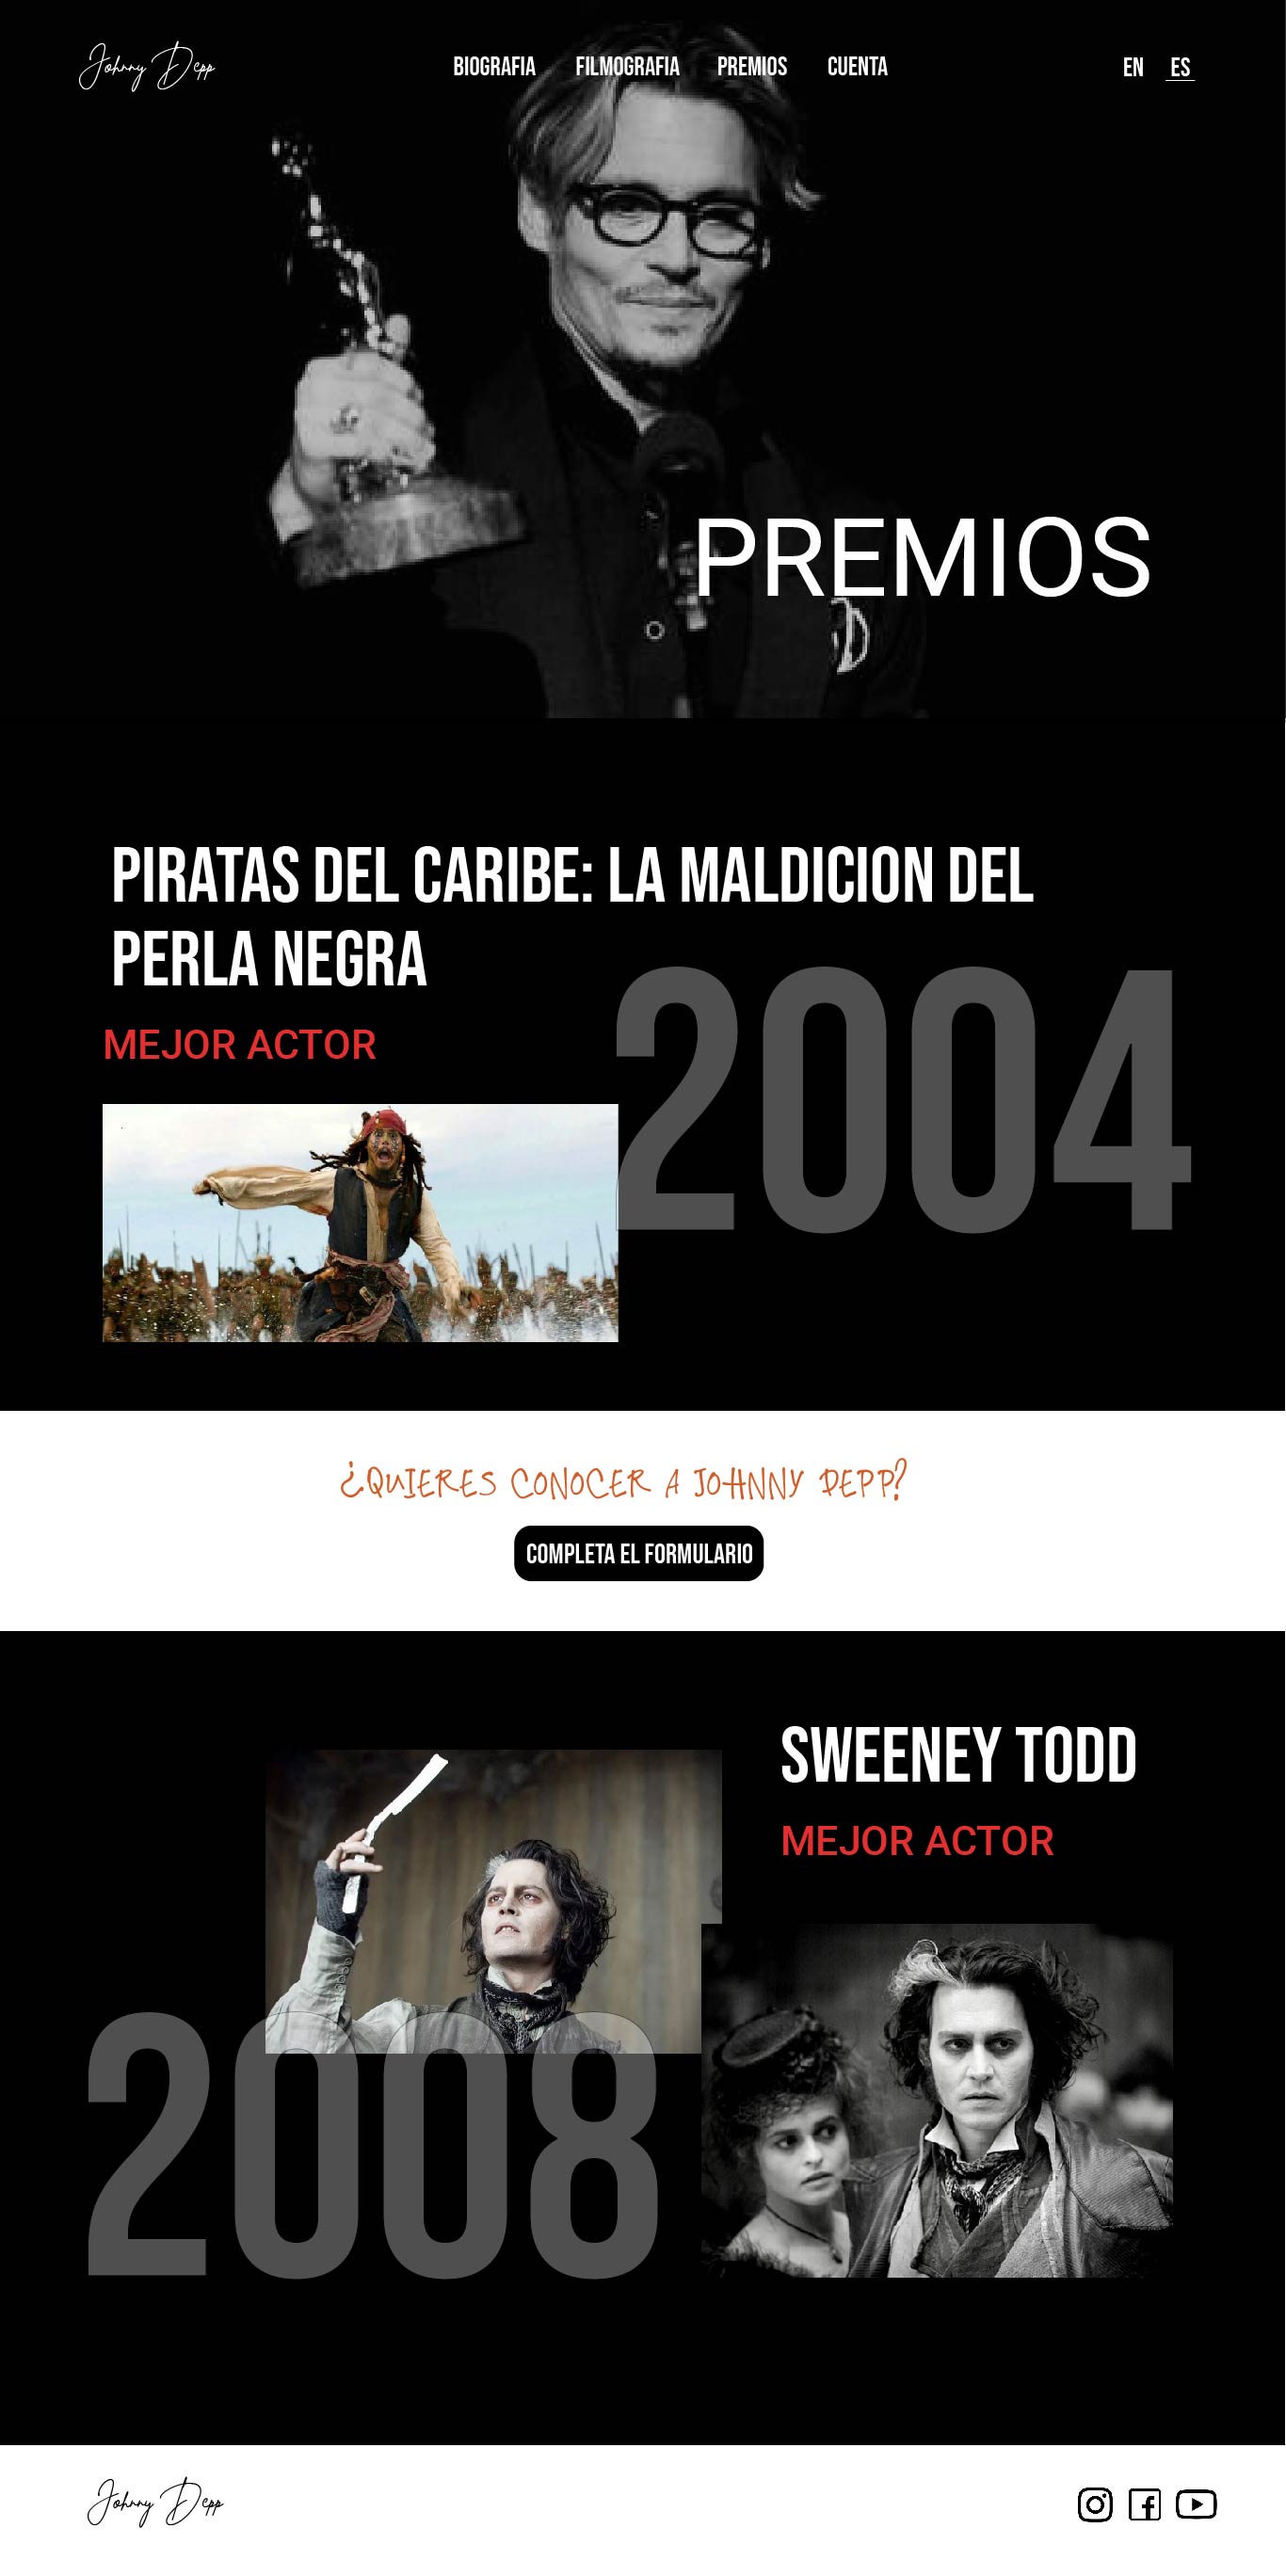 Johnny Depp
BIOGRAFIA FILMOGRAFIA PREMIOS CUENTA
EN ES
PREMIOS
PIRATAS DEL CARIBE: LA MALDICION DEL
PERLA NEGRA
2004
MEJOR ACTOR
¿QUIERES CONOCER A JOHNNY DEPP?
COMPLETA EL FORMULARIO
SWEENEY TODD
MEJOR ACTOR
2008
Johnny Depp